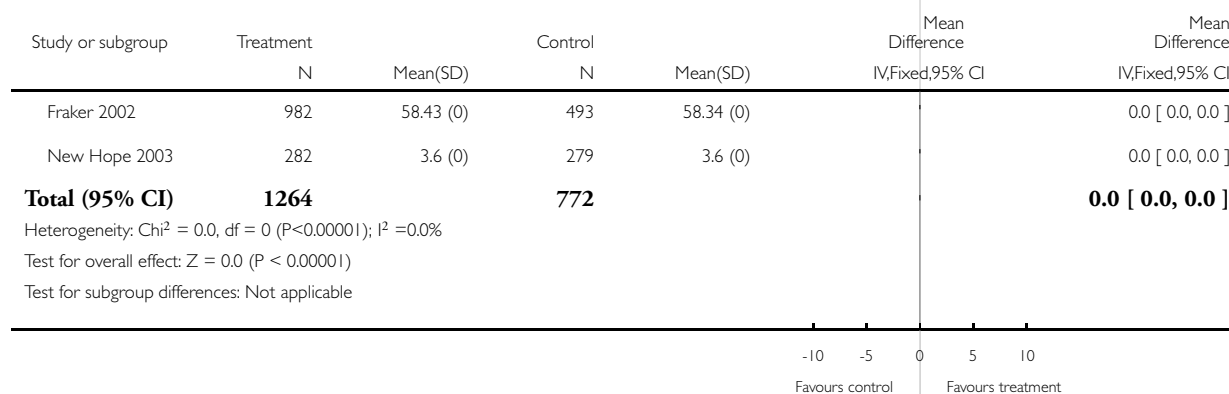 Mean Mean
Study or subgroup Treatment Control Difference Difference
N Mean(SD) N Mean(SD) IV,Fixed,95% CI IV,Fixed,95% CI
Fraker 2002 982 58.43 (0) 493 58.34 (0) 0.0 [ 0.0, 0.0 ]
New Hope 2003 282 3.6 (0) 279 3.6 (0) 0.0 [ 0.0, 0.0 ]
Total (95% CI) 1264 772 0.0 [ 0.0, 0.0 ]
Heterogeneity: Chi² = 0.0, df = 0 (P<0.00001); I² =0.0%
Test for overall effect: Z = 0.0 (P < 0.00001)
Test for subgroup differences: Not applicable
-10 -5 0 5 10
Favours control Favours treatment